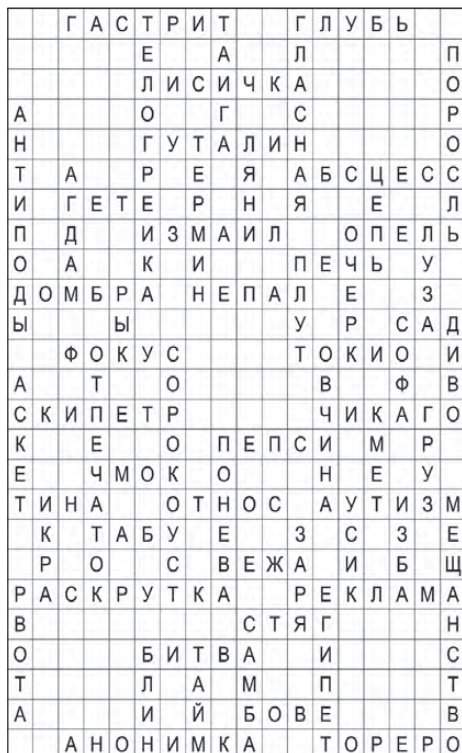 ГАСТРИТ ГЛУБЬ
Е А Л П
ЛИСИЧКА О
А О Г С Р
Н ГУТАЛИН О
Т А Р Е Я АБСЦЕСС
И ГЕТЕ Р Н Я Е Л
П Д ИЗМАИЛ ОПЕЛЬ
О А К И ПЕЧЬ У
ДОМБРА НЕПАЛ Е З
Ы Ы У Р САД
ФОКУС ТОКИО И
А Т О В Ф В
СКИПЕТР ЧИКАГО
К Е О ПЕПСИ М Р
Е ЧМОК О Н Е У
ТИНА ОТНОС АУТИЗМ
К ТАБУ Е З С З Е
Р О С ВЕЖА И Б Щ
РАСКРУТКА РЕКЛАМА
В СТЯГ Н
О БИТВА И С
Т Л А М П Т
А И Й БОВЕ В
АНОНИМКА ТОРЕРО